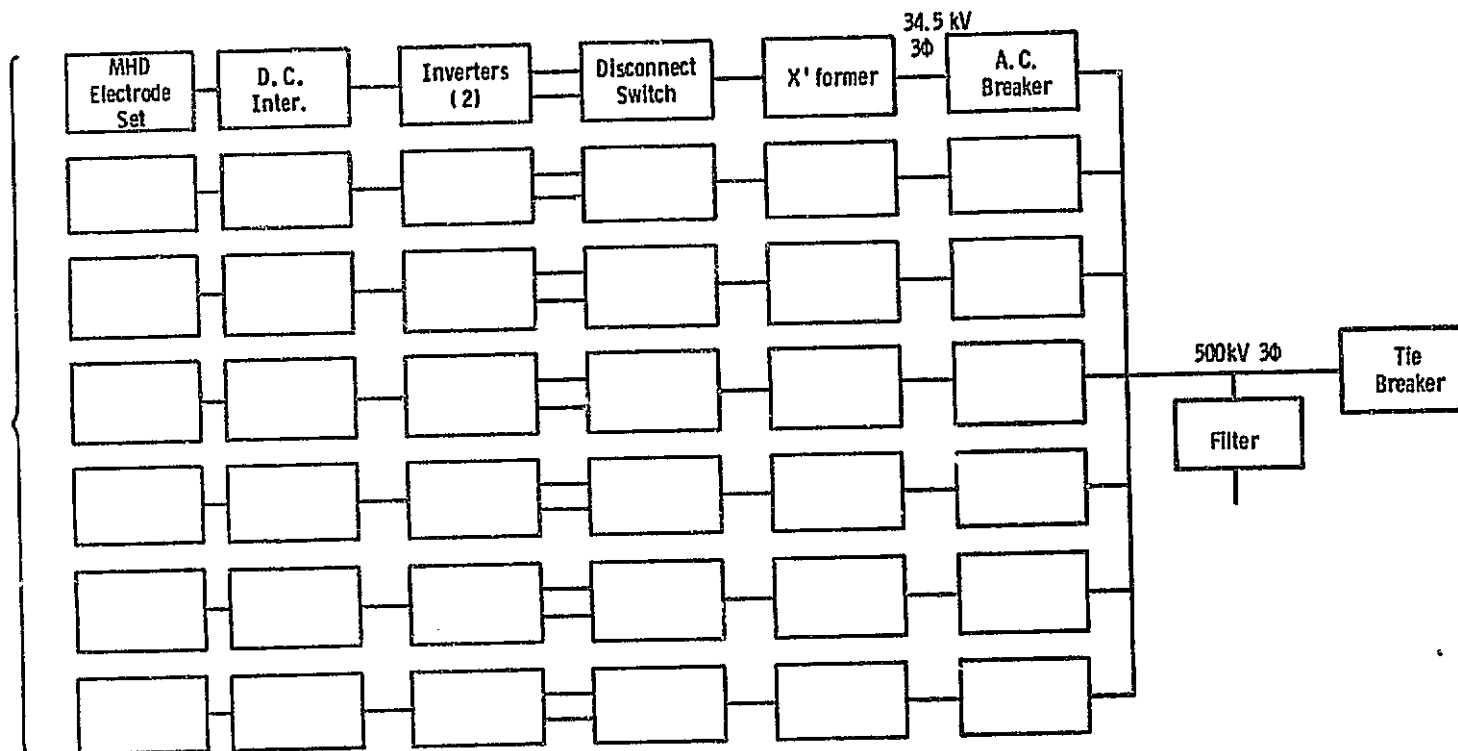 34.5 kV
3Φ
MHD
Electrode
Set
D. C.
Inter.
Inverters
(2)
Disconnect
Switch
X' former
A. C.
Breaker
500kV 3Φ
Tie
Breaker
Filter